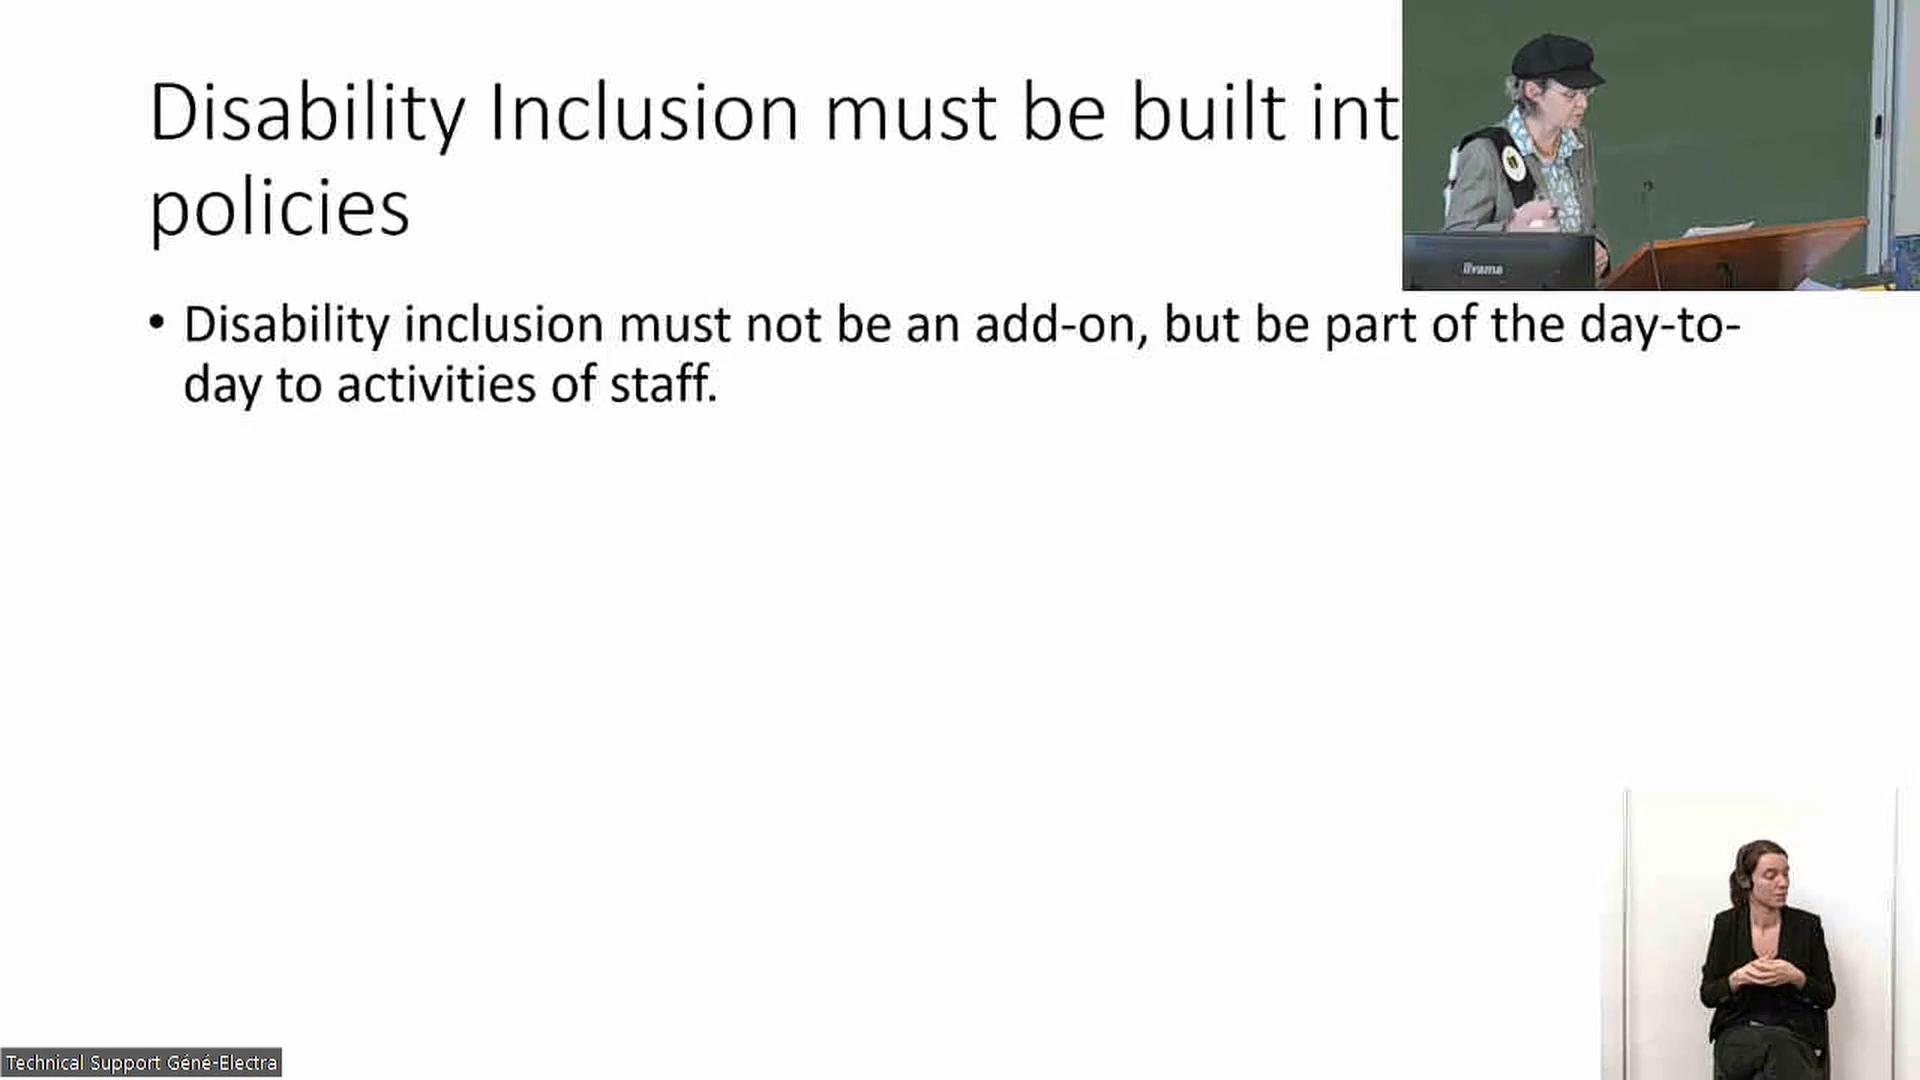 Disability Inclusion must be built int
policies
• Disability inclusion must not be an add-on, but be part of the day-to-
day to activities of staff.
iiyama
Technical Support Géné-Electra